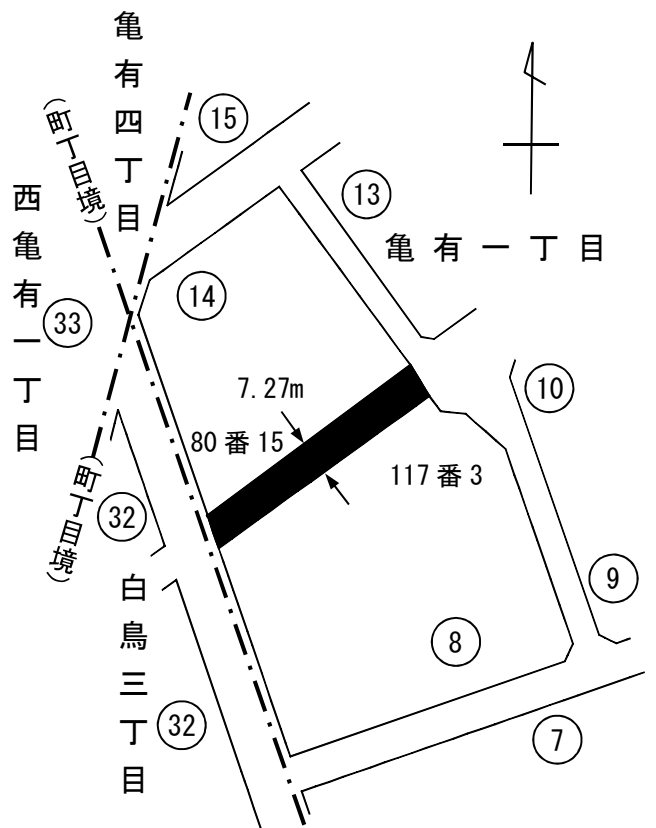 亀有四丁目
⑮
(町丁目境)
⑬
西亀有一丁目
亀有一丁目
⑭
㉝
7.27m
⑩
80番15
117番3
㉜
(町丁目境)
⑨
白鳥三丁目
⑧
㉜
⑦